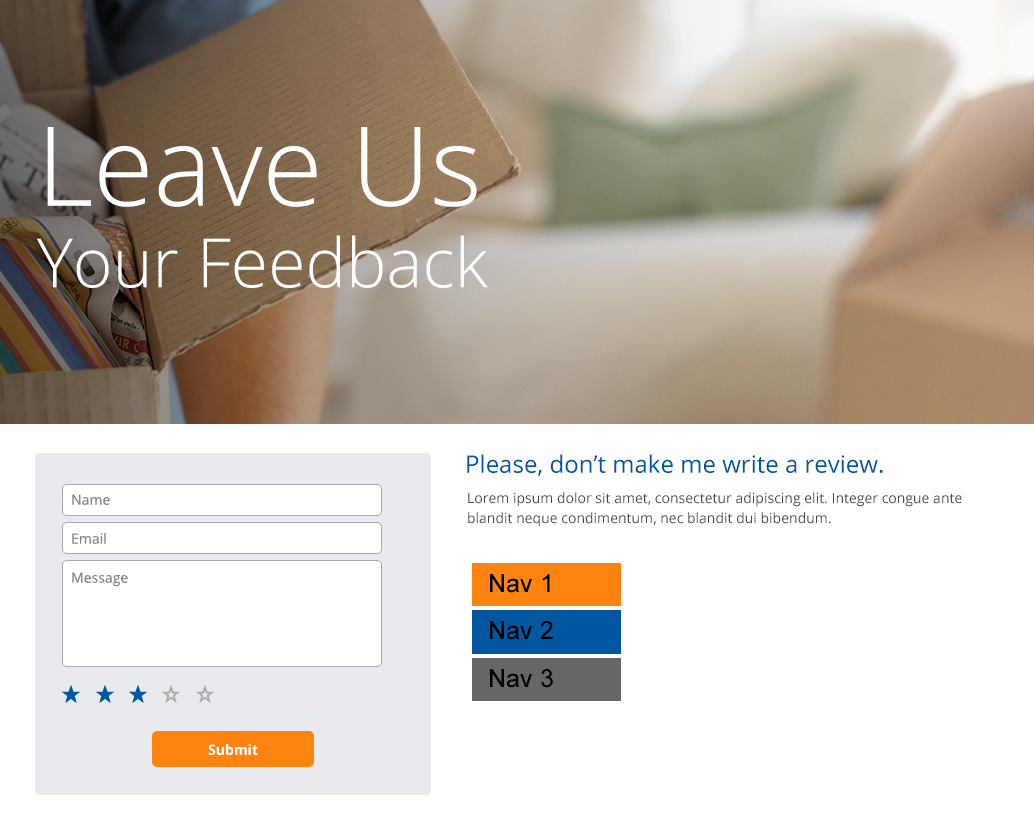 Leave Us
Your Feedback
Name
Email
Message
Submit
Please, don’t make me write a review.
Lorem ipsum dolor sit amet, consectetur adipiscing elit. Integer congue ante
blandit neque condimentum, nec blandit dui bibendum.
Nav 1
Nav 2
Nav 3